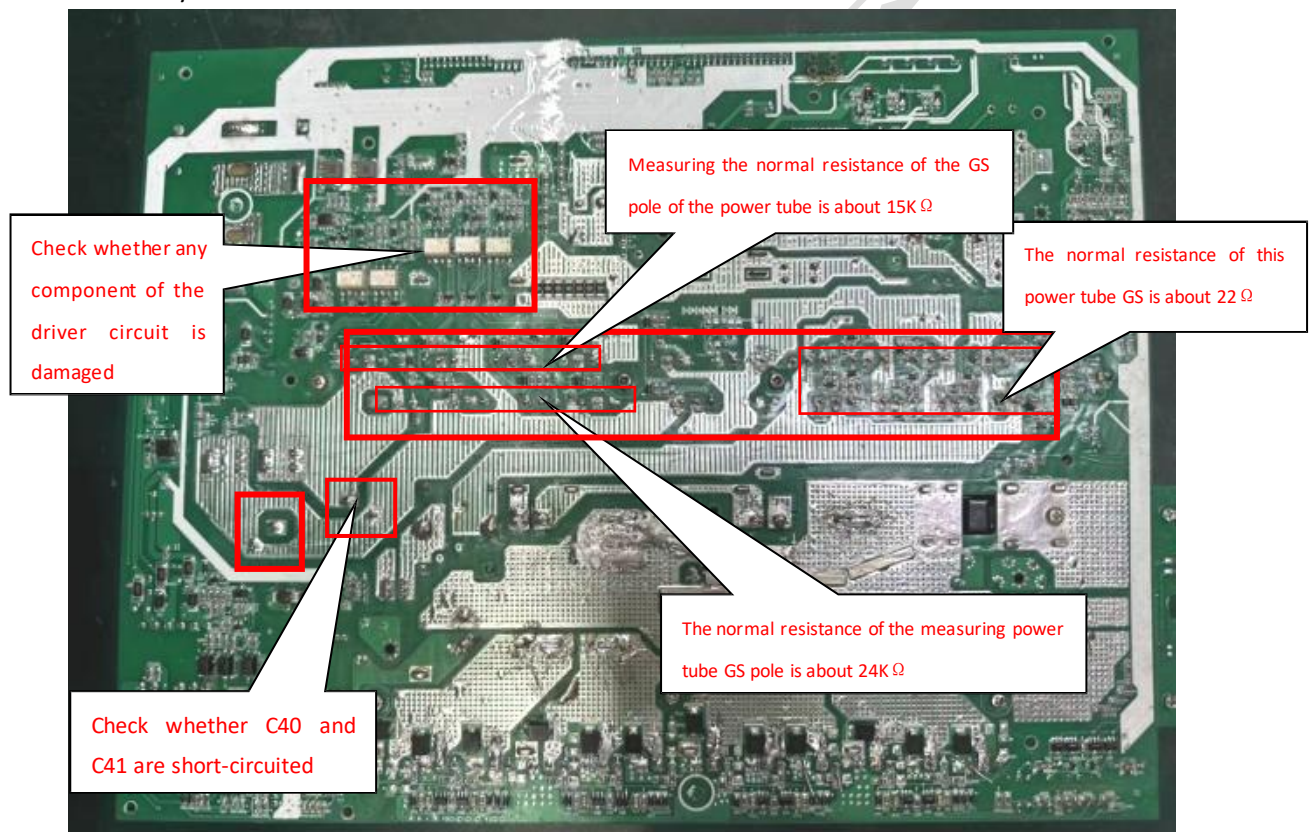 Measuring the normal resistance of the GS
pole of the power tube is about 15K Ω
Check whether any
component of the
driver circuit is
damaged
The normal resistance of this
power tube GS is about 22 Ω
The normal resistance of the measuring power
tube GS pole is about 24K Ω
Check whether C40 and
C41 are short-circuited